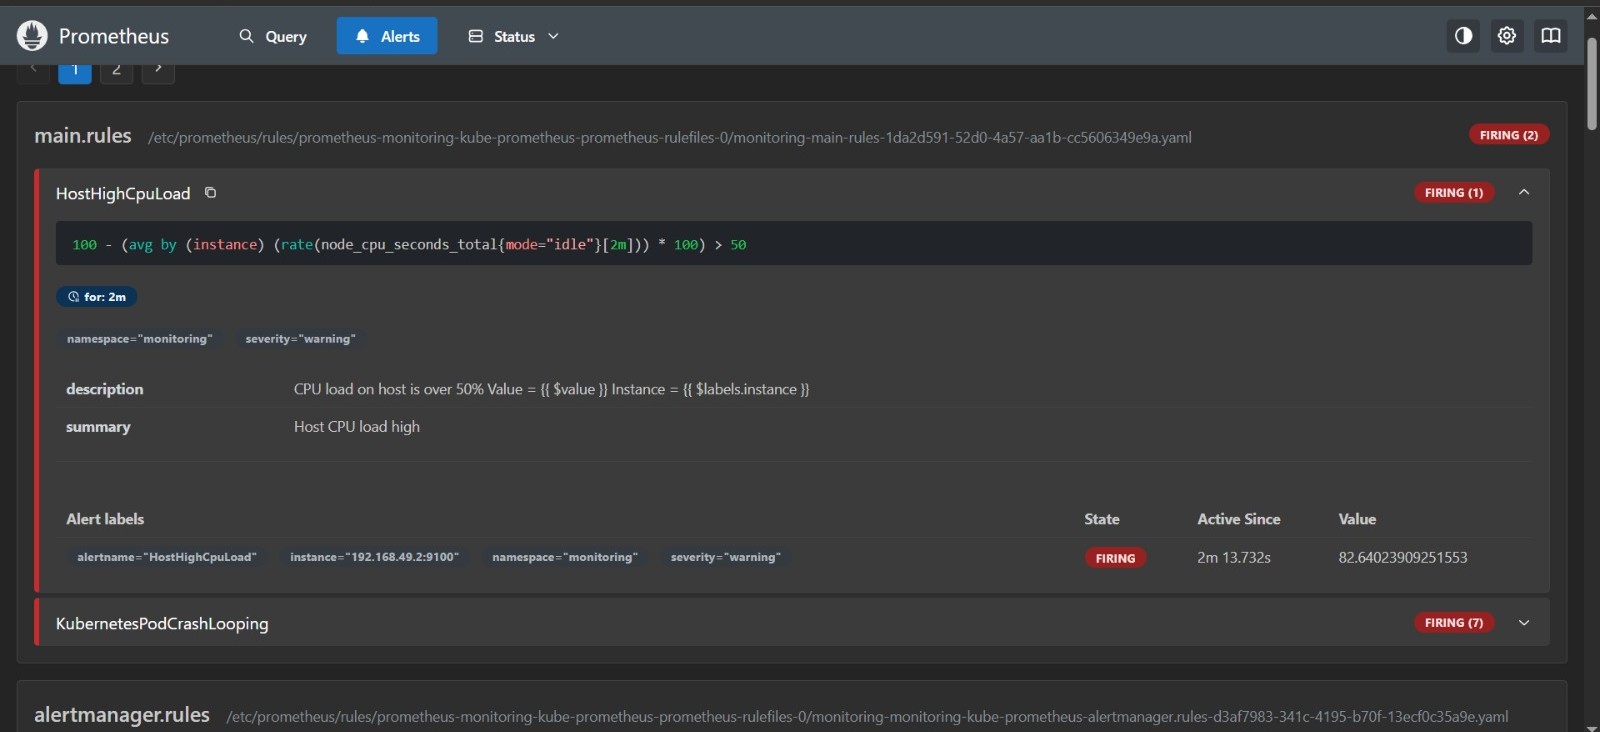 Prometheus Query Alerts Status
1 2
main.rules /etc/prometheus/rules/prometheus-monitoring-kube-prometheus-prometheus-rulefiles-0/monitoring-main-rules-1da2d591-52d0-4a57-aa1b-cc5606349e9a.yaml FIRING (2)
HostHighCpuLoad FIRING (1)
100 - (avg by (instance) (rate(node_cpu_seconds_total{mode="idle"}[2m])) * 100) > 50
for: 2m
namespace="monitoring" severity="warning"
description CPU load on host is over 50% Value = {{ $value }} Instance = {{ $labels.instance }}
summary Host CPU load high
Alert labels State Active Since Value
alertname="HostHighCpuLoad" instance="192.168.49.2:9100" namespace="monitoring" severity="warning" FIRING 2m 13.732s 82.64023909251553
KubernetesPodCrashLooping FIRING (7)
alertmanager.rules /etc/prometheus/rules/prometheus-monitoring-kube-prometheus-prometheus-rulefiles-0/monitoring-monitoring-kube-prometheus-alertmanager.rules-d3af7983-341c-4195-b70f-13ecf0c35a9e.yaml